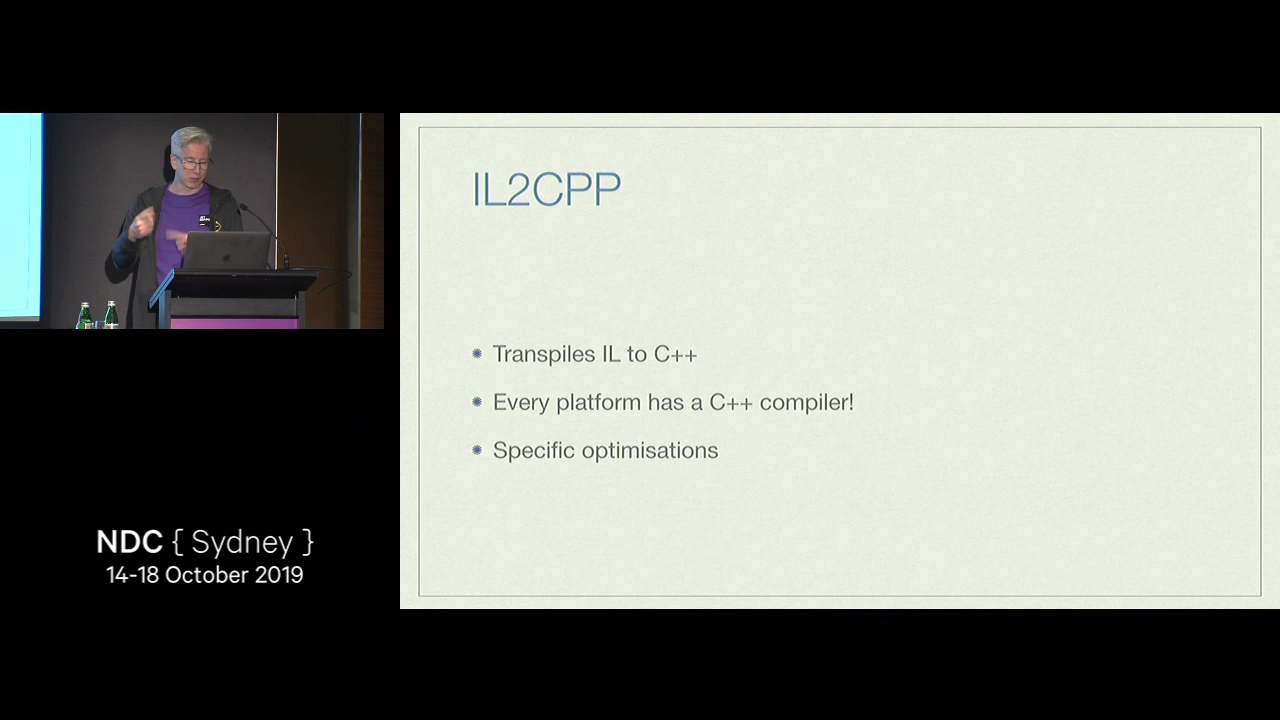 IL2CPP
Transpiles IL to C++
Every platform has a C++ compiler!
Specific optimisations
NDC { Sydney }
14-18 October 2019